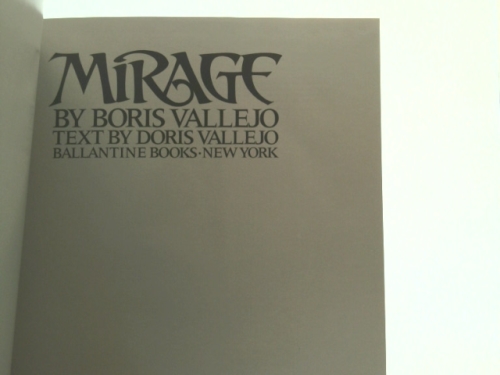 MiRAGE
BY BORIS VALLEJO
TEXT BY DORIS VALLEJO
BALLANTINE BOOKS · NEW YORK